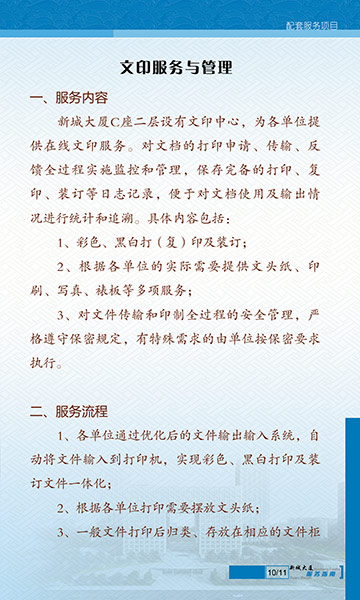 配套服务项目
文印服务与管理
一、服务内容
新城大厦C座二层设有文印中心，为各单位提
供在线文印服务。对文档的打印申请、传输、反
馈全过程实施监控和管理，保存完备的打印、复
印、装订等日志记录，便于对文档使用及输出情
况进行统计和追溯。具体内容包括：
1、彩色、黑白打（复）印及装订；
2、根据各单位的实际需要提供文头纸、印
刷、写真、裱板等多项服务；
3、对文件传输和印制全过程的安全管理，严
格遵守保密规定，有特殊需求的由单位按保密要求
执行。
二、服务流程
1、各单位通过优化后的文件输出输入系统，自
动将文件输入到打印机，实现彩色、黑白打印及装
订文件一体化；
2、根据各单位打印需要摆放文头纸；
3、一般文件打印后归类、存放在相应的文件柜
10/11
新城大厦
服务指南